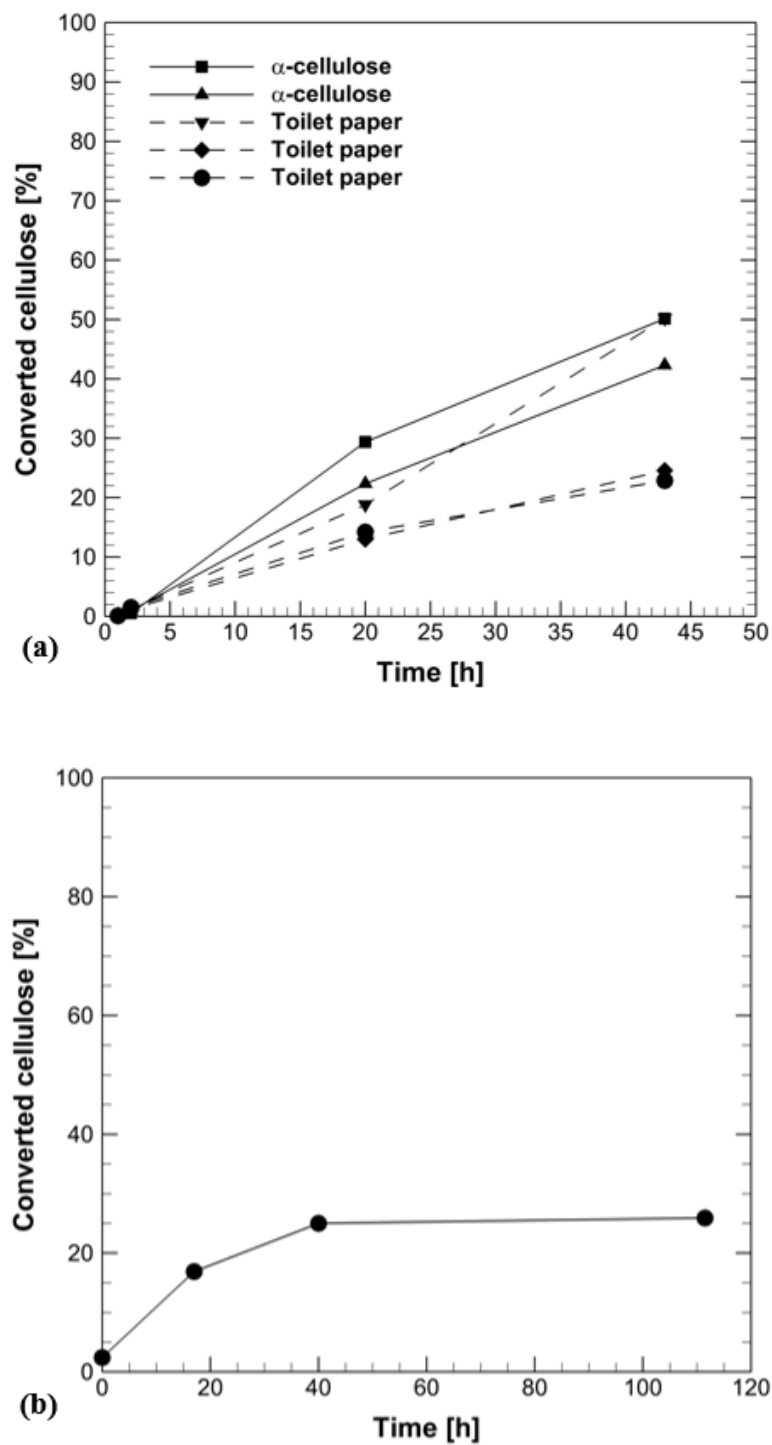 100
90
80
70
60
50
40
30
20
10
0
Converted cellulose [%]
α-cellulose
α-cellulose
Toilet paper
Toilet paper
Toilet paper
0 5 10 15 20 25 30 35 40 45 50
(a)
Time [h]
100
80
60
40
20
0
Converted cellulose [%]
0 20 40 60 80 100 120
(b)
Time [h]